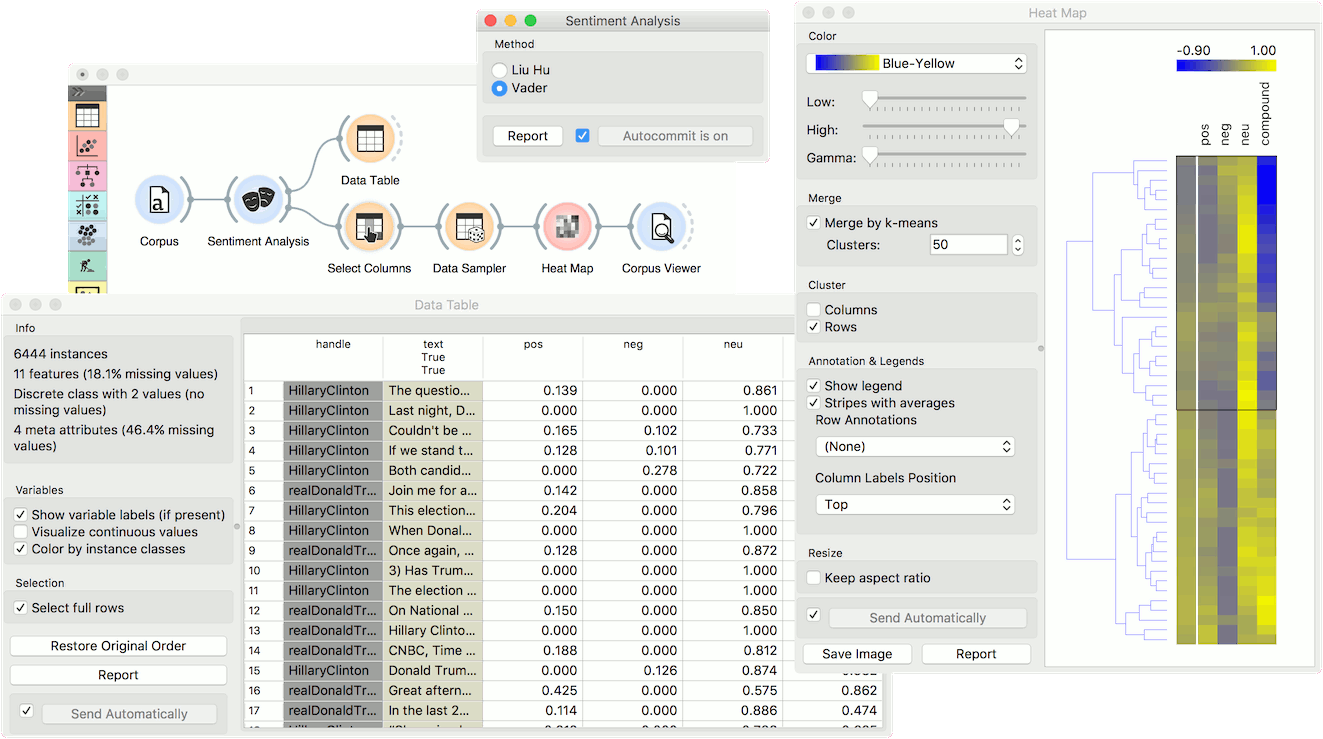 Sentiment Analysis
Method
Liu Hu
Vader
Report
Autocommit is on
Data Table
Corpus
Sentiment Analysis
Select Columns
Data Sampler
Heat Map
Corpus Viewer
Data Table
Info
6444 instances
11 features (18.1% missing values)
Discrete class with 2 values (no
missing values)
4 meta attributes (46.4% missing
values)
Variables
Show variable labels (if present)
Visualize continuous values
Color by instance classes
Selection
Select full rows
Restore Original Order
Report
Send Automatically
handle text pos neg neu
True
True
1 HillaryClinton The questio... 0.139 0.000 0.861
2 HillaryClinton Last night, D... 0.000 0.000 1.000
3 HillaryClinton Couldn't be ... 0.165 0.102 0.733
4 HillaryClinton If we stand t... 0.128 0.101 0.771
5 HillaryClinton Both candid... 0.000 0.278 0.722
6 realDonaldTr... Join me for a... 0.142 0.000 0.858
7 HillaryClinton This election... 0.204 0.000 0.796
8 HillaryClinton When Donal... 0.000 0.000 1.000
9 realDonaldTr... Once again, ... 0.128 0.000 0.872
10 HillaryClinton 3) Has Trum... 0.000 0.000 1.000
11 HillaryClinton The election ... 0.000 0.000 1.000
12 realDonaldTr... On National ... 0.150 0.000 0.850
13 realDonaldTr... Hillary Clinto... 0.000 0.000 1.000
14 realDonaldTr... CNBC, Time ... 0.188 0.000 0.812
15 HillaryClinton Donald Trum... 0.000 0.126 0.874
16 realDonaldTr... Great aftern... 0.425 0.000 0.575 0.862
17 realDonaldTr... In the last 2... 0.114 0.000 0.886 0.474
Heat Map
Color
Blue-Yellow
Low:
High:
Gamma:
Merge
Merge by k-means
Clusters: 50
Cluster
Columns
Rows
Annotation & Legends
Show legend
Stripes with averages
Row Annotations
(None)
Column Labels Position
Top
Resize
Keep aspect ratio
Send Automatically
Save Image
Report
-0.90 1.00
pos
neg
neu
compound